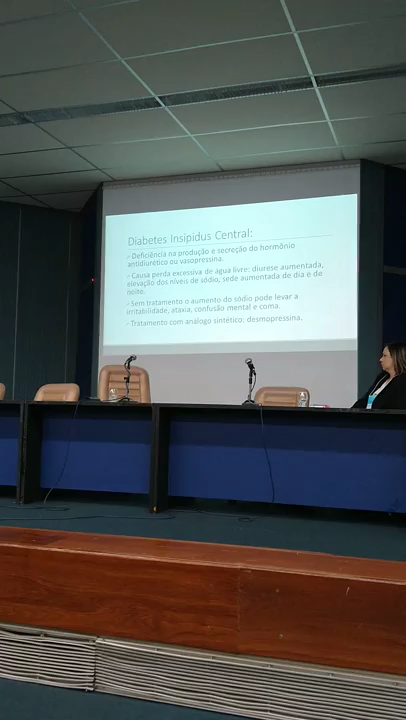 Diabetes Insipidus Central:
Deficiência na produção e secreção do hormônio
antidiurético ou vasopressina.
Causa perda excessiva de água livre: diurese aumentada,
elevação dos níveis de sódio, sede aumentada de dia e de
noite.
Sem tratamento o aumento do sódio pode levar a
irritabilidade, ataxia, confusão mental e coma.
Tratamento com análogo sintético: desmopressina.